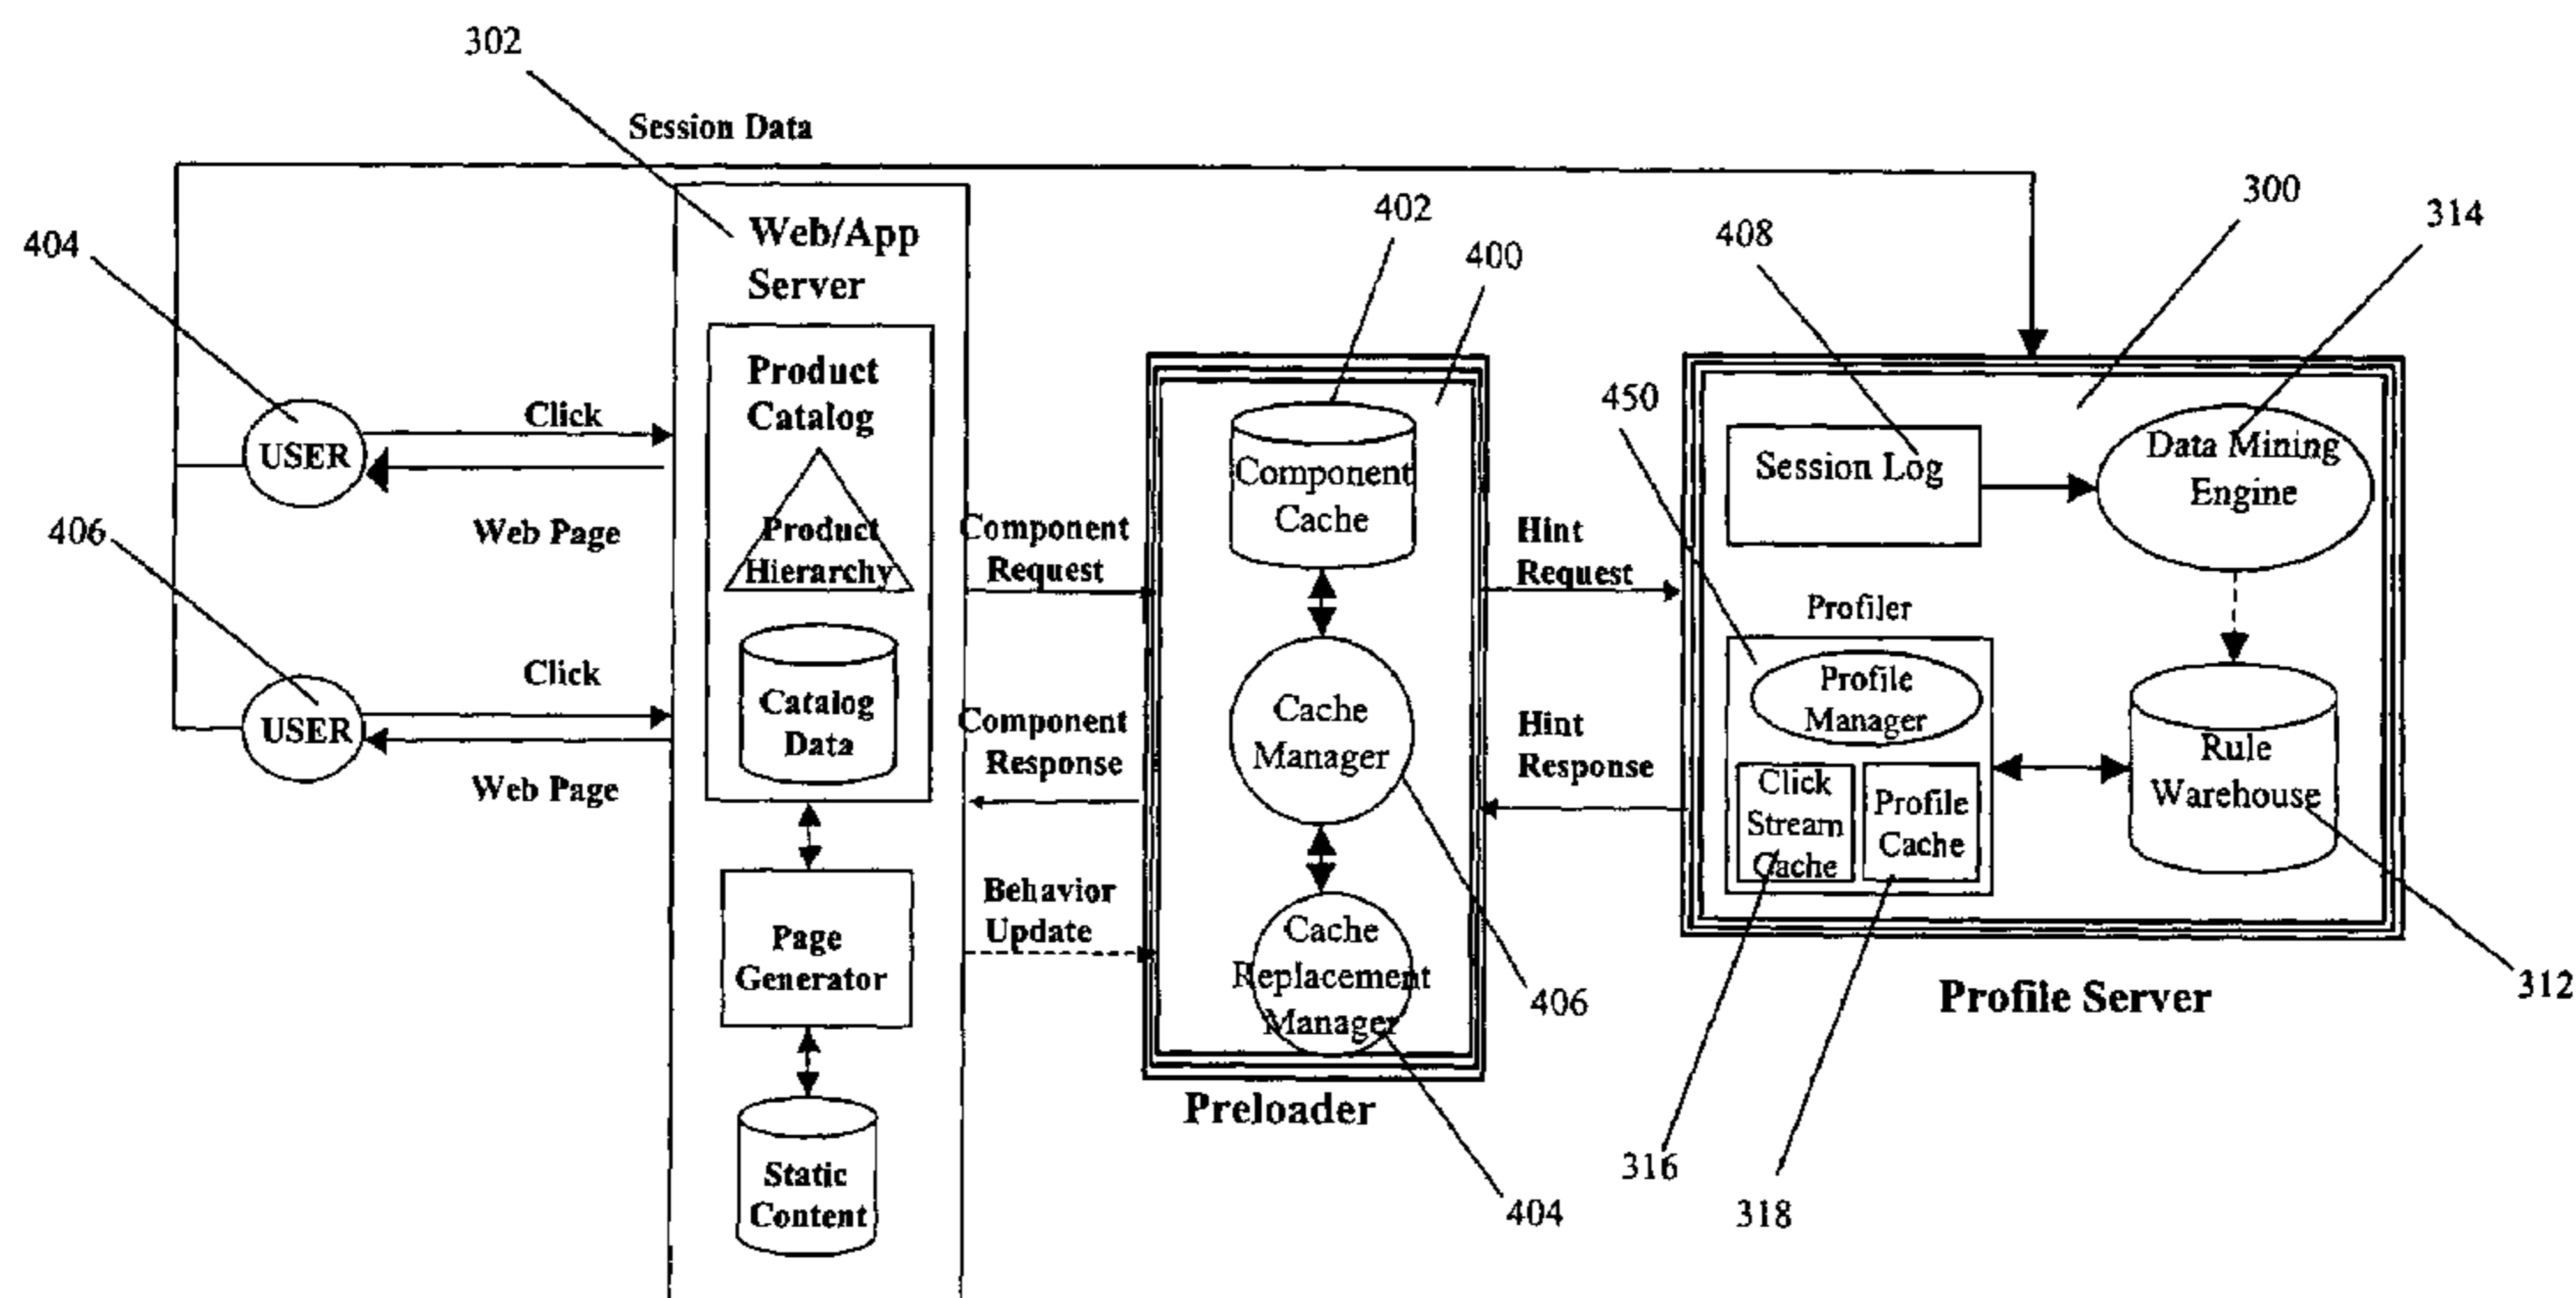 302
Session Data
404
406
USER
Click
Web Page
USER
Click
Web Page
Web/App
Server
Product
Catalog
Product
Hierarchy
Catalog
Data
Page
Generator
Static
Content
Component
Request
Component
Response
Behavior
Update
402
400
Component
Cache
Cache
Manager
Cache
Replacement
Manager
Preloader
406
404
Hint
Request
Hint
Response
408
300
314
450
Session Log
Data Mining
Engine
Profiler
Profile
Manager
Click
Stream
Cache
Profile
Cache
Rule
Warehouse
Profile Server
312
316
318